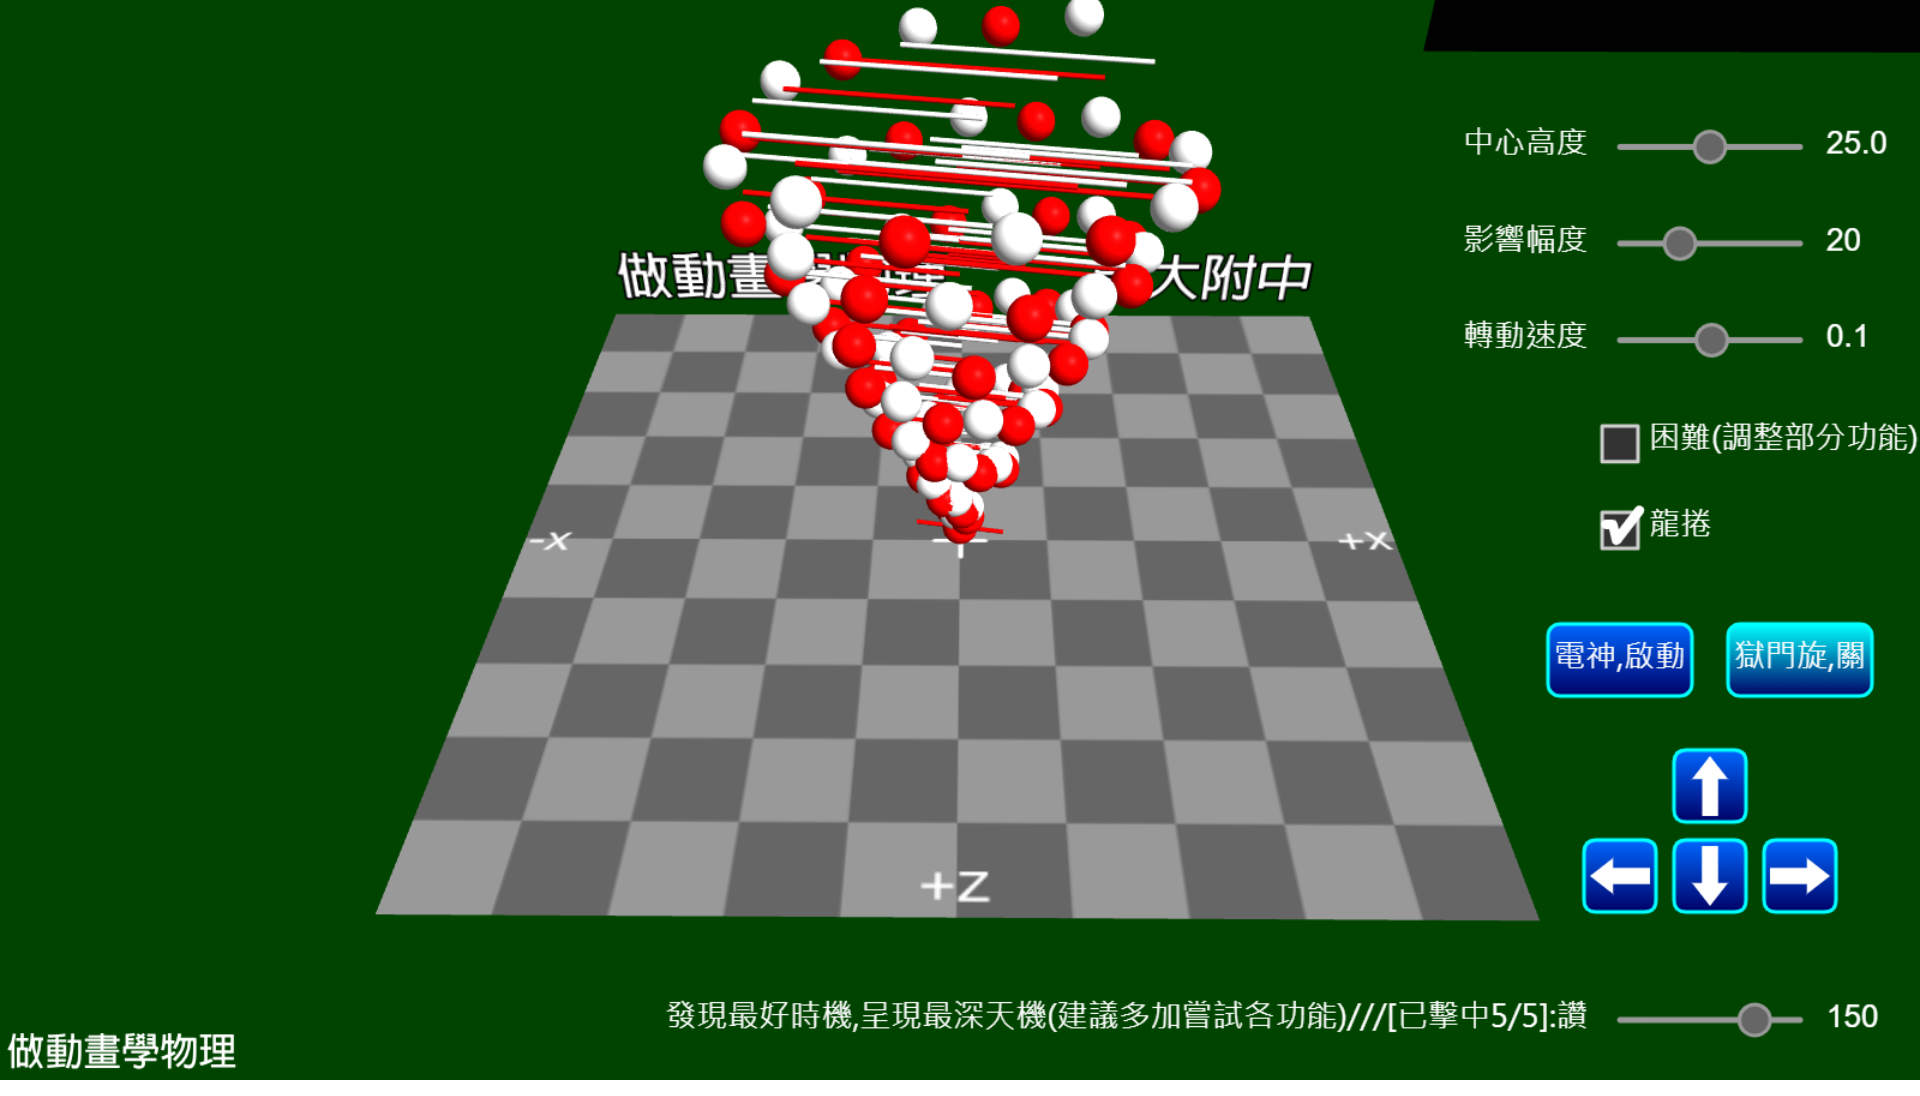 中心高度 25.0
影響幅度 20
做動畫學物理 大附中
轉動速度 0.1
困難(調整部分功能)
龍捲
-X +X
電神,啟動 獄門旋,關
+Z
發現最好時機,呈現最深天機(建議多加嘗試各功能)///[已擊中5/5]:讚 150
做動畫學物理